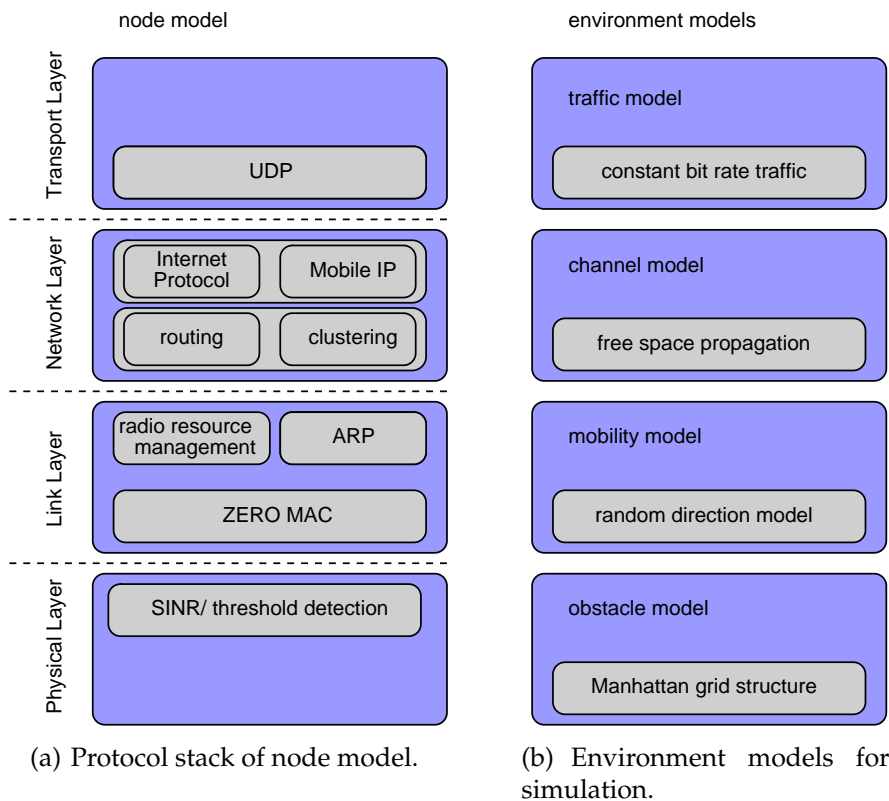 node model
environment models
Transport Layer
UDP
traffic model
constant bit rate traffic
Network Layer
Internet
Protocol
Mobile IP
routing
clustering
channel model
free space propagation
Link Layer
radio resource
management
ARP
ZERO MAC
mobility model
random direction model
Physical Layer
SINR/ threshold detection
obstacle model
Manhattan grid structure
(a) Protocol stack of node model.
(b) Environment models for
simulation.